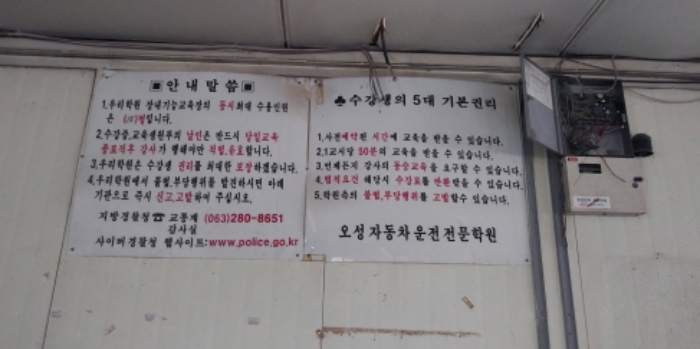 ▣안내말씀▣
1.우리학원 장내기능교육장의 동시최대 수용인원
은 명입니다.
2.수강증,교육생원부의 날인은 반드시 당일교육
종료직후 강사가 행해야만 적법,유효합니다.
3.우리학원은 수강생 권리를 최대한 보장하겠습니다.
4.우리학원에서 불법,부당행위를 발견하시면 아래
기관으로 즉시 신고,고발하여 주십시오.
지방경찰청☎ 교통계 (063)280-8651
감사실
사이버경찰청 웹사이트:www.police.go.kr
♣수강생의 5대 기본권리
1.사전예약된 시간에 교육을 받을 수 있습니다.
2.1교시당 50분의 교육을 받을 수 있습니다.
3.언제든지 강사의 동승교육을 요구할 수 있습니다.
4.법적요건 해당시 수강료를 반환받을 수 있습니다.
5.학원측의 불법,부당행위를 고발할수 있습니다.
오성자동차운전전문학원